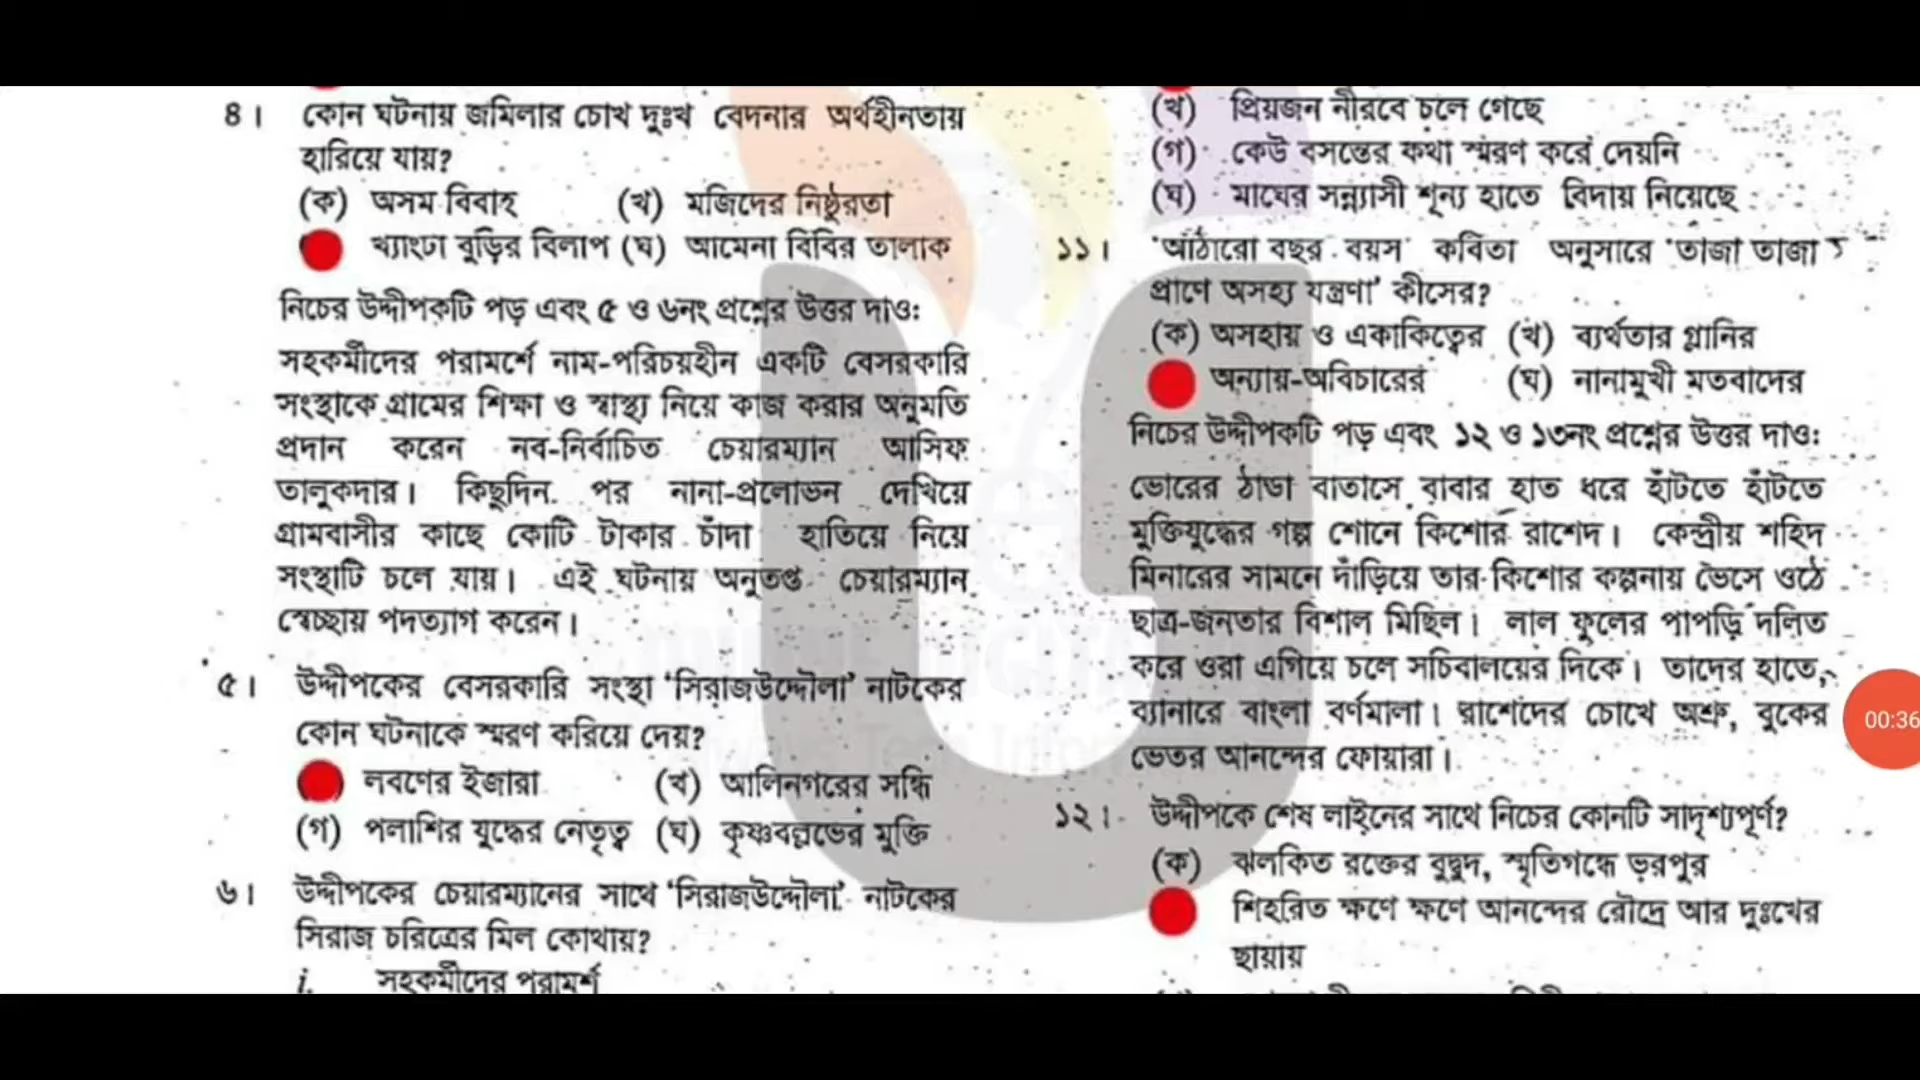 ৪। কোন ঘটনায় জমিলার চোখ দুঃখ বেদনার অর্থহীনতায়
হারিয়ে যায়?
(ক) অসম বিবাহ (খ) মজিদের নিষ্ঠুরতা
খ্যাংটা বুড়ির বিলাপ (ঘ) আমেনা বিবির তালাক
নিচের উদ্দীপকটি পড় এবং ৫ ও ৬নং প্রশ্নের উত্তর দাও:
সহকর্মীদের পরামর্শে নাম-পরিচয়হীন একটি বেসরকারি
সংস্থাকে গ্রামের শিক্ষা ও স্বাস্থ্য নিয়ে কাজ করার অনুমতি
প্রদান করেন নব-নির্বাচিত চেয়ারম্যান আসিফ
তালুকদার। কিছুদিন পর নানা-প্রলোভন দেখিয়ে
গ্রামবাসীর কাছে কোটি টাকার চাঁদা হাতিয়ে নিয়ে
সংস্থাটি চলে যায়। এই ঘটনায় অনুতপ্ত চেয়ারম্যান
স্বেচ্ছায় পদত্যাগ করেন।
৫। উদ্দীপকের বেসরকারি সংস্থা 'সিরাজউদ্দৌলা' নাটকের
কোন ঘটনাকে স্মরণ করিয়ে দেয়?
লবণের ইজারা (খ) আলিনগরের সন্ধি
(গ) পলাশির যুদ্ধের নেতৃত্ব (ঘ) কৃষ্ণবল্লভের মুক্তি
৬। উদ্দীপকের চেয়ারম্যানের সাথে 'সিরাজউদ্দৌলা' নাটকের
সিরাজ চরিত্রের মিল কোথায়?
i. সহকর্মীদের পরামর্শ
(খ) প্রিয়জন নীরবে চলে গেছে
(গ) কেউ বসন্তের কথা স্মরণ করে দেয়নি
(ঘ) মাঘের সন্ন্যাসী শূন্য হাতে বিদায় নিয়েছে
১১। 'আঠারো বছর বয়স' কবিতা অনুসারে 'তাজা তাজা
প্রাণে অসহ্য যন্ত্রণা' কীসের?
(ক) অসহায় ও একাকিত্বের (খ) ব্যর্থতার গ্লানির
অন্যায়-অবিচারের (ঘ) নানামুখী মতবাদের
নিচের উদ্দীপকটি পড় এবং ১২ ও ১৩নং প্রশ্নের উত্তর দাও:
ভোরের ঠান্ডা বাতাসে বাবার হাত ধরে হাঁটতে হাঁটতে
মুক্তিযুদ্ধের গল্প শোনে কিশোর রাশেদ। কেন্দ্রীয় শহিদ
মিনারের সামনে দাঁড়িয়ে তার কিশোর কল্পনায় ভেসে ওঠে
ছাত্র-জনতার বিশাল মিছিল। লাল ফুলের পাপড়ি দলিত
করে ওরা এগিয়ে চলে সচিবালয়ের দিকে। তাদের হাতে,
ব্যানারে বাংলা বর্ণমালা। রাশেদের চোখে অশ্রু, বুকের
ভেতর আনন্দের ফোয়ারা।
১২। উদ্দীপকে শেষ লাইনের সাথে নিচের কোনটি সাদৃশ্যপূর্ণ?
(ক) ঝলকিত রক্তের বুদ্বুদ, স্মৃতিগন্ধে ভরপুর
শিহরিত ক্ষণে ক্ষণে আনন্দের রৌদ্রে আর দুঃখের
ছায়ায়
00:36